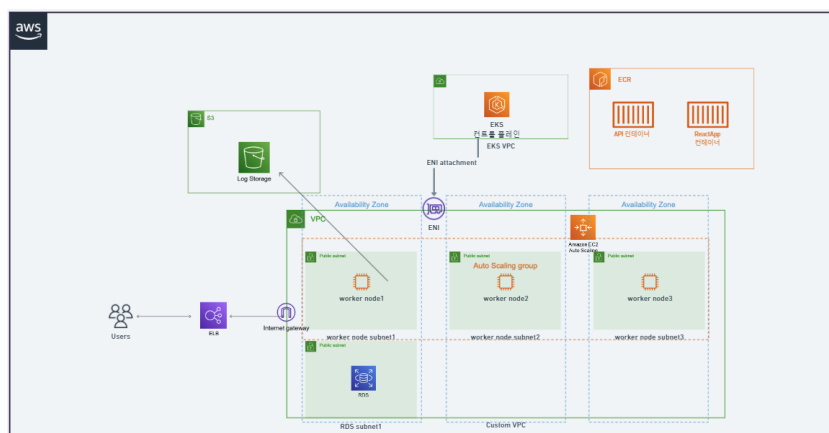 aws
S3
Log Storage
EKS
컨트롤 플레인
EKS VPC
ENI attachment
ECR
API 컨테이너
ReactApp
컨테이너
Availability Zone
Availability Zone
Availability Zone
ENI
VPC
Amazon EC2
Auto Scaling
Public subnet
Public subnet
Public subnet
Auto Scaling group
worker node1
worker node2
worker node3
Users
ELB
Internet gateway
worker node subnet1
worker node subnet2
worker node subnet3
Public subnet
RDS
RDS subnet1
Custom VPC